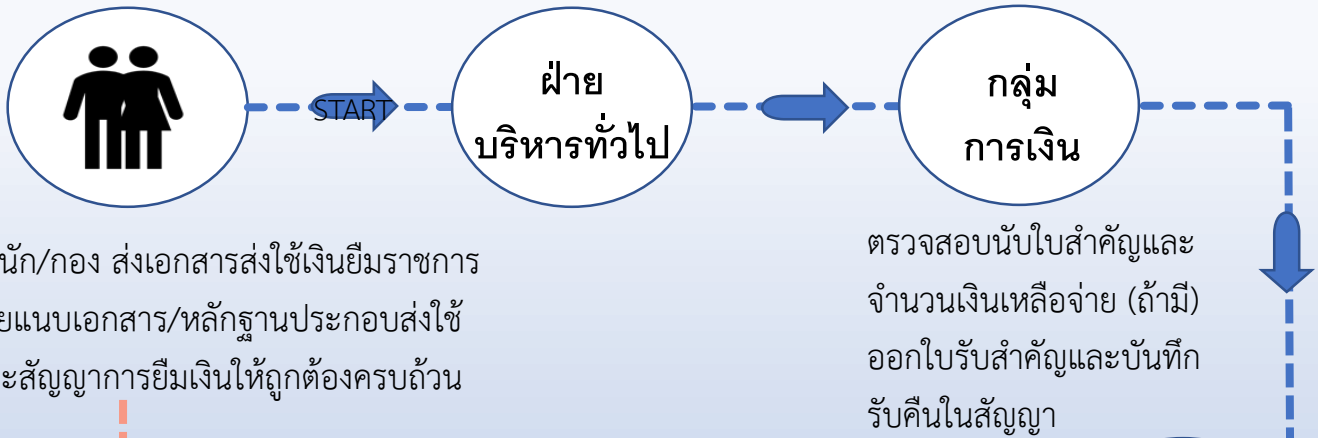 START
ฝ่าย
บริหารทั่วไป
กลุ่ม
การเงิน
นัก/กอง ส่งเอกสารส่งใช้เงินยืมราชการ
ยแนบเอกสาร/หลักฐานประกอบส่งใช้
ะสัญญาการยืมเงินให้ถูกต้องครบถ้วน
ตรวจสอบนับใบสำคัญและ
จำนวนเงินเหลือจ่าย (ถ้ามี)
ออกใบรับสำคัญและบันทึก
รับคืนในสัญญา